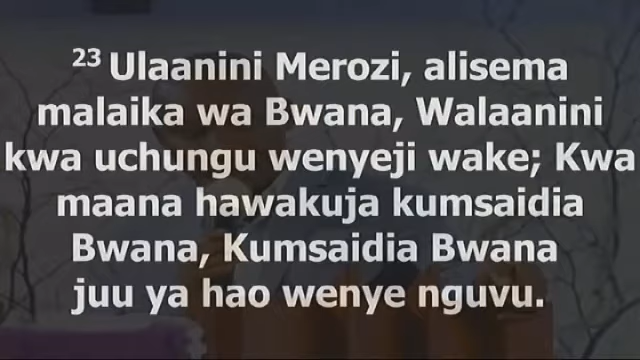 23 Ulaanini Merozi, alisema
malaika wa Bwana, Walaanini
kwa uchungu wenyeji wake; Kwa
maana hawakuja kumsaidia
Bwana, Kumsaidia Bwana
juu ya hao wenye nguvu.